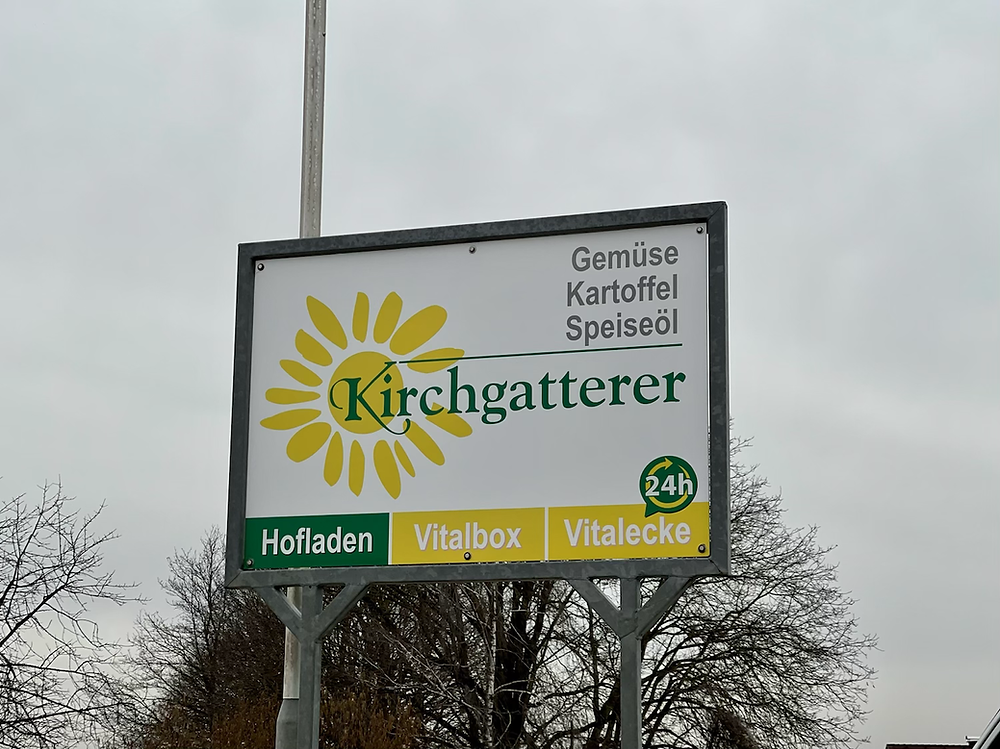 Gemüse
Kartoffel
Speiseöl
Kirchgatterer
24h
Hofladen Vitalbox Vitalecke